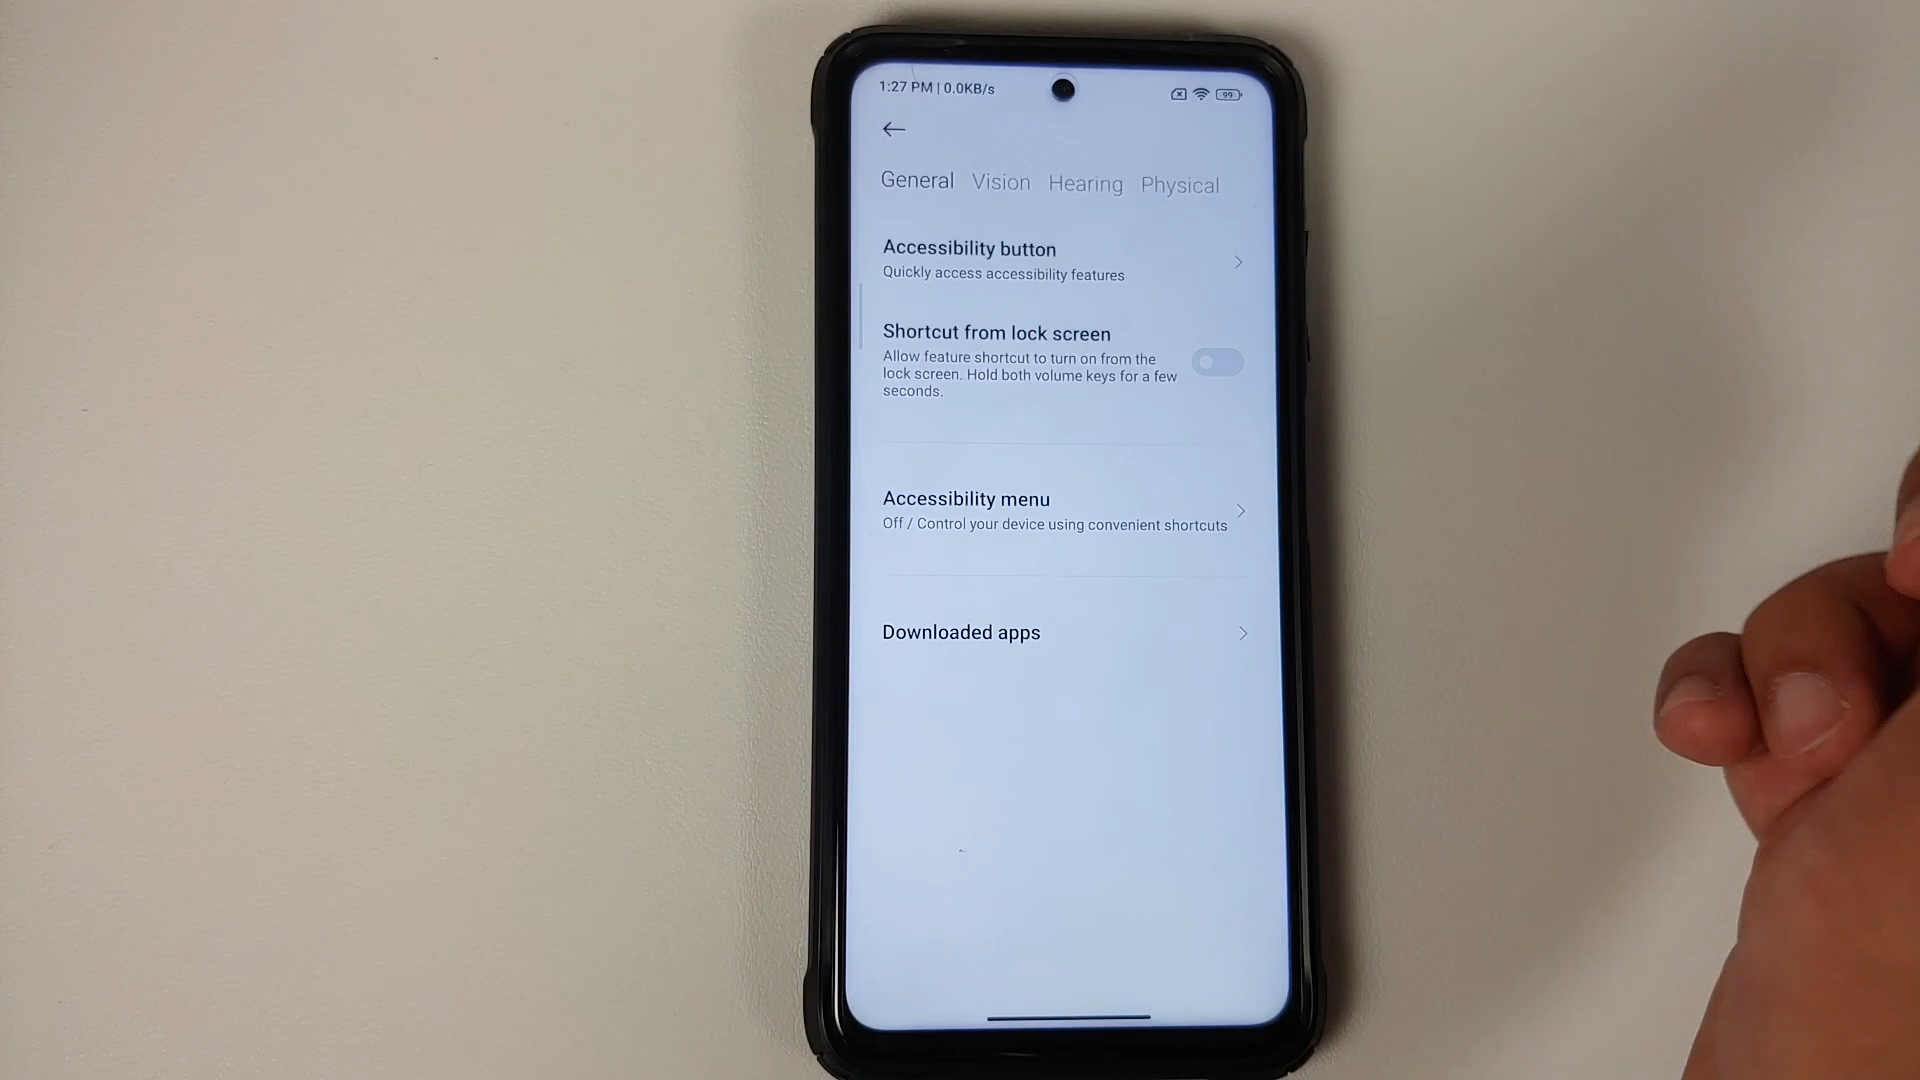 1:27 PM | 0.0KB/s
99
General Vision Hearing Physical
Accessibility button
Quickly access accessibility features
Shortcut from lock screen
Allow feature shortcut to turn on from the
lock screen. Hold both volume keys for a few
seconds.
Accessibility menu
Off / Control your device using convenient shortcuts
Downloaded apps